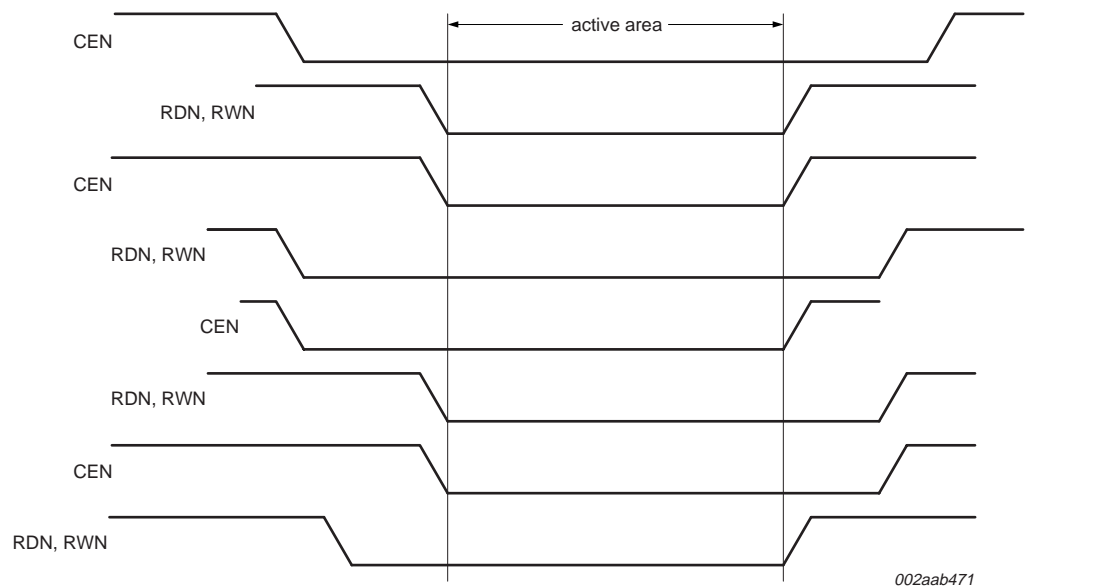 active area
CEN
RDN, RWN
CEN
RDN, RWN
CEN
RDN, RWN
CEN
RDN, RWN
002aab471